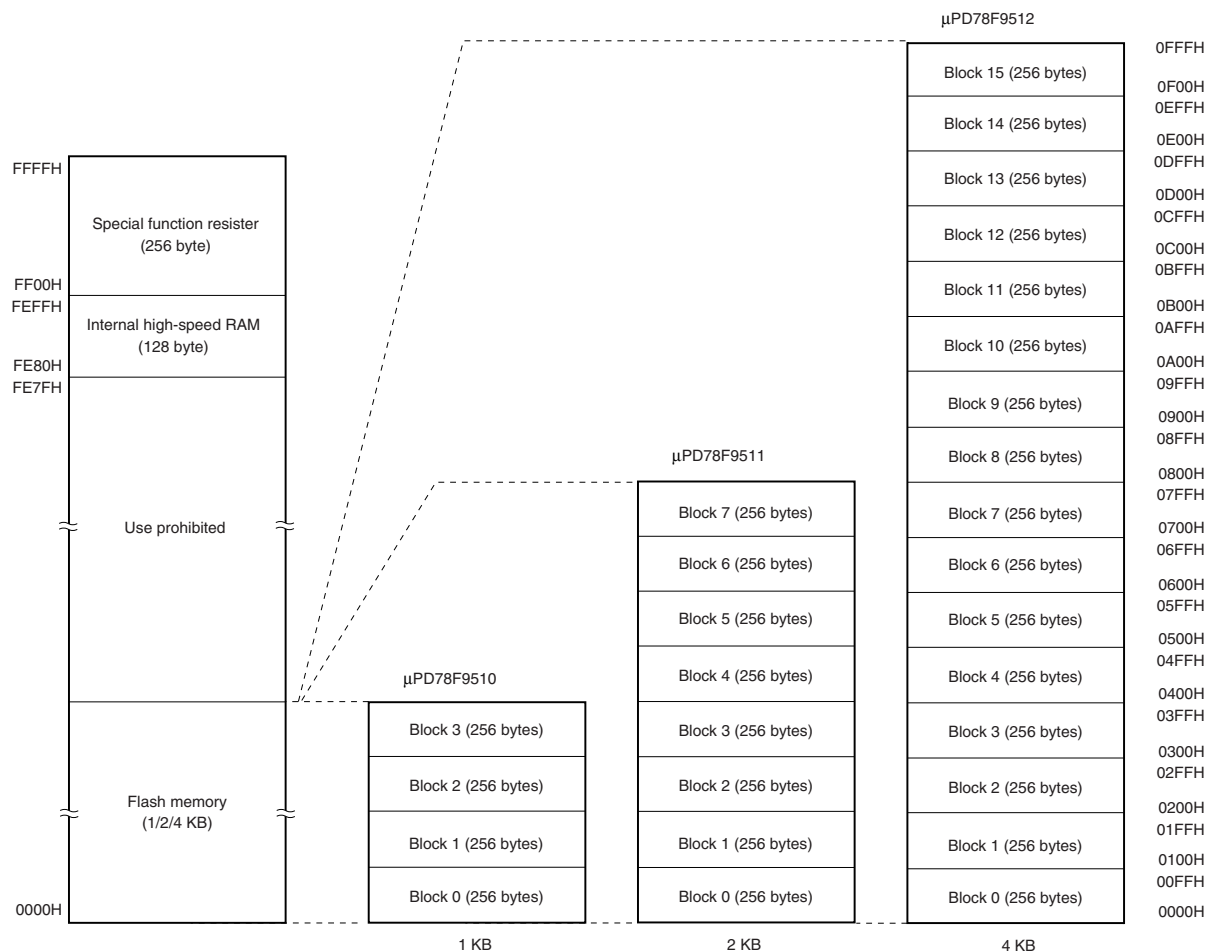 FFFFH
Special function resister
(256 byte)
FF00H
FEFFH
Internal high-speed RAM
(128 byte)
FE80H
FE7FH
Use prohibited
Flash memory
(1/2/4 KB)
0000H
μPD78F9510
Block 3 (256 bytes)
Block 2 (256 bytes)
Block 1 (256 bytes)
Block 0 (256 bytes)
1 KB
μPD78F9511
Block 7 (256 bytes)
Block 6 (256 bytes)
Block 5 (256 bytes)
Block 4 (256 bytes)
Block 3 (256 bytes)
Block 2 (256 bytes)
Block 1 (256 bytes)
Block 0 (256 bytes)
2 KB
μPD78F9512
Block 15 (256 bytes)
Block 14 (256 bytes)
Block 13 (256 bytes)
Block 12 (256 bytes)
Block 11 (256 bytes)
Block 10 (256 bytes)
Block 9 (256 bytes)
Block 8 (256 bytes)
Block 7 (256 bytes)
Block 6 (256 bytes)
Block 5 (256 bytes)
Block 4 (256 bytes)
Block 3 (256 bytes)
Block 2 (256 bytes)
Block 1 (256 bytes)
Block 0 (256 bytes)
4 KB
0FFFH
0F00H
0EFFH
0E00H
0DFFH
0D00H
0CFFH
0C00H
0BFFH
0B00H
0AFFH
0A00H
09FFH
0900H
08FFH
0800H
07FFH
0700H
06FFH
0600H
05FFH
0500H
04FFH
0400H
03FFH
0300H
02FFH
0200H
01FFH
0100H
00FFH
0000H